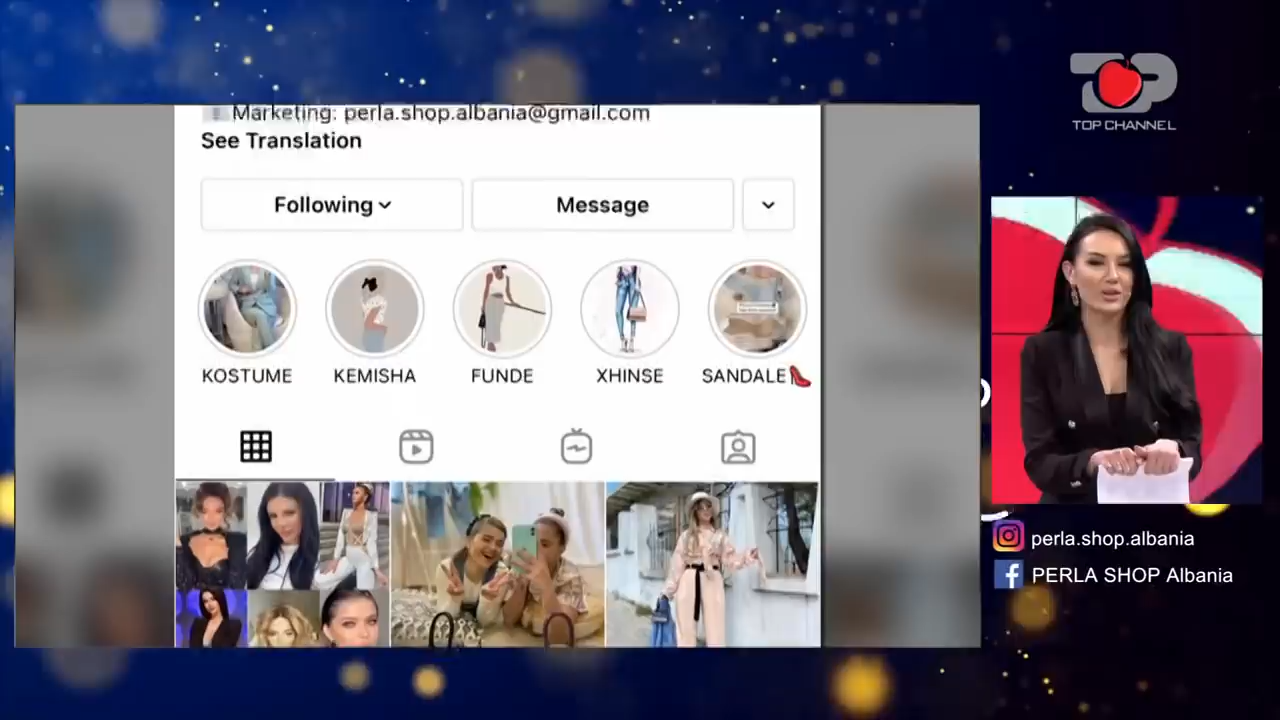 Marketing: perla.shop.albania@gmail.com
See Translation
Following
Message
KOSTUME
KEMISHA
FUNDE
XHINSE
SANDALE
TOP CHANNEL
perla.shop.albania
PERLA SHOP Albania